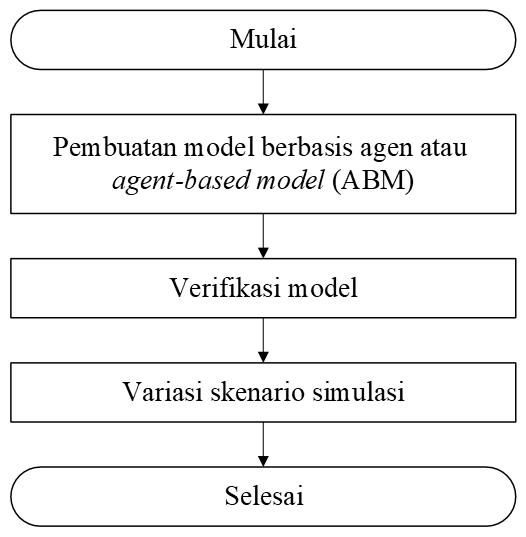 Mulai
Pembuatan model berbasis agen atau
agent-based model (ABM)
Verifikasi model
Variasi skenario simulasi
Selesai